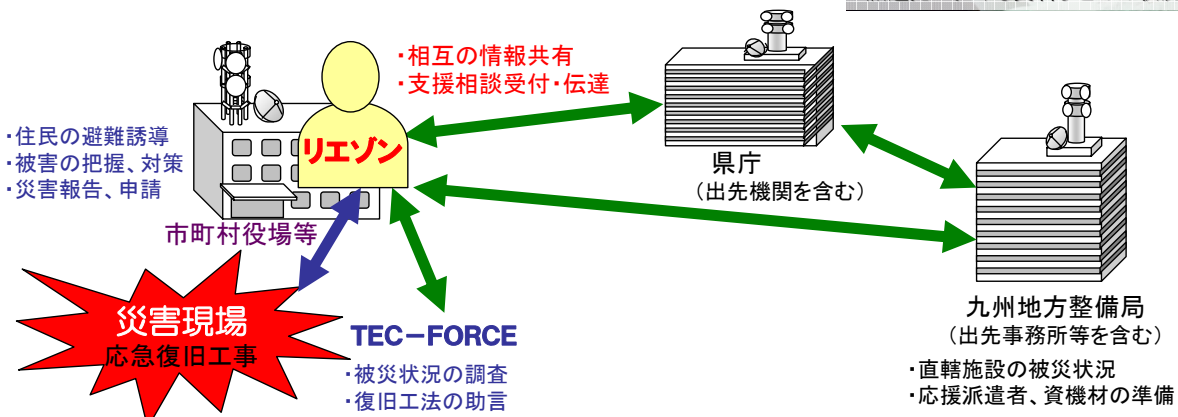 ・相互の情報共有
・支援相談受付・伝達
・住民の避難誘導
・被害の把握、対策
・災害報告、申請
リエゾン
市町村役場等
県庁
（出先機関を含む）
災害現場
応急復旧工事
TEC－FORCE
・被災状況の調査
・復旧工法の助言
九州地方整備局
（出先事務所等を含む）
・直轄施設の被災状況
・応援派遣者、資機材の準備